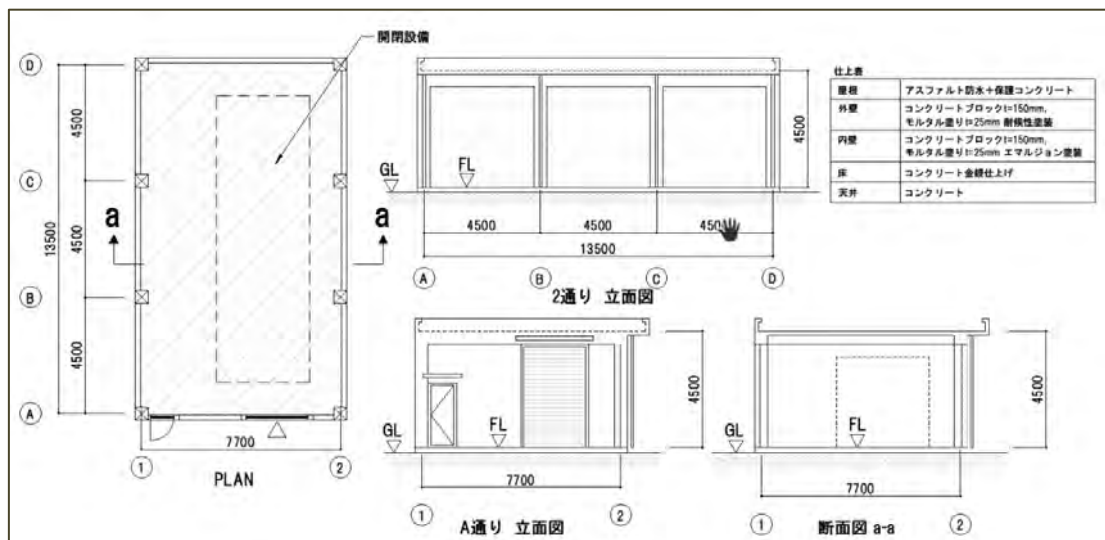 開閉設備
D
C
B
A
4500
4500
4500
13500
a
a
7700
1
2
PLAN
GL
FL
4500
4500
4500
4500
13500
A
B
C
D
2通り 立面図
仕上表
屋根 アスファルト防水+保護コンクリート
外壁 コンクリートブロックt=150mm,
モルタル塗りt=25mm 耐候性塗装
内壁 コンクリートブロックt=150mm,
モルタル塗りt=25mm エマルジョン塗装
床 コンクリート金鏝仕上げ
天井 コンクリート
GL
FL
4500
7700
1
2
A通り 立面図
GL
FL
4500
7700
1
2
断面図 a-a